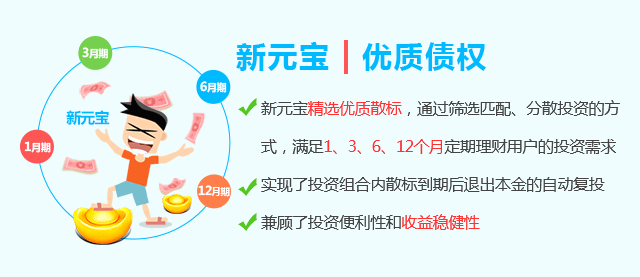 新元宝 | 优质债权
3月期
6月期
新元宝
1月期
12月期
新元宝精选优质散标，通过筛选匹配、分散投资的方
式，满足1、3、6、12个月定期理财用户的投资需求
实现了投资组合内散标到期后退出本金的自动复投
兼顾了投资便利性和收益稳健性